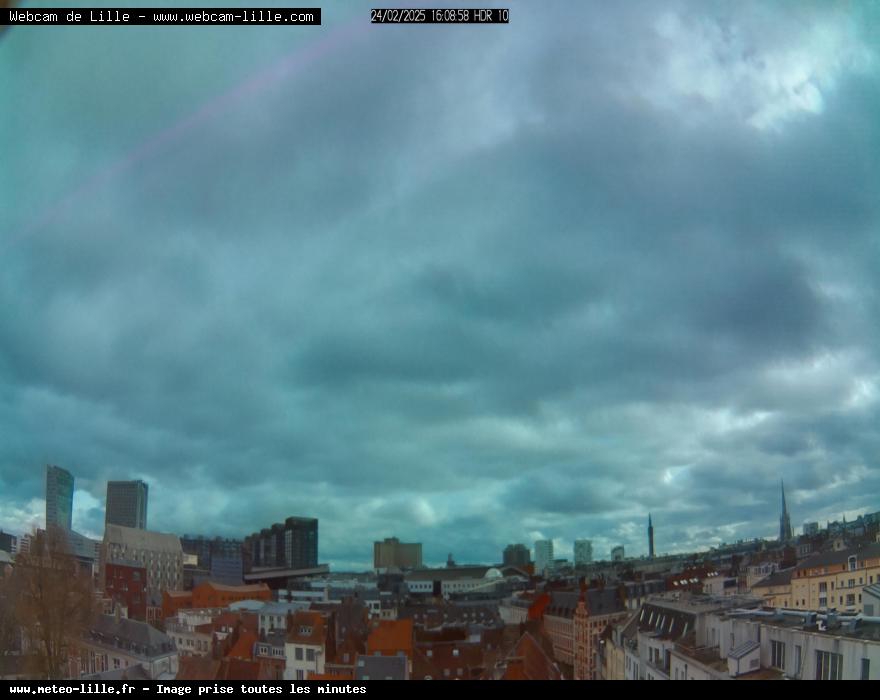 Webcam de Lille - www.webcam-lille.com
24/02/2025 16:08:58 HDR 10
www.meteo-lille.fr - Image prise toutes les minutes